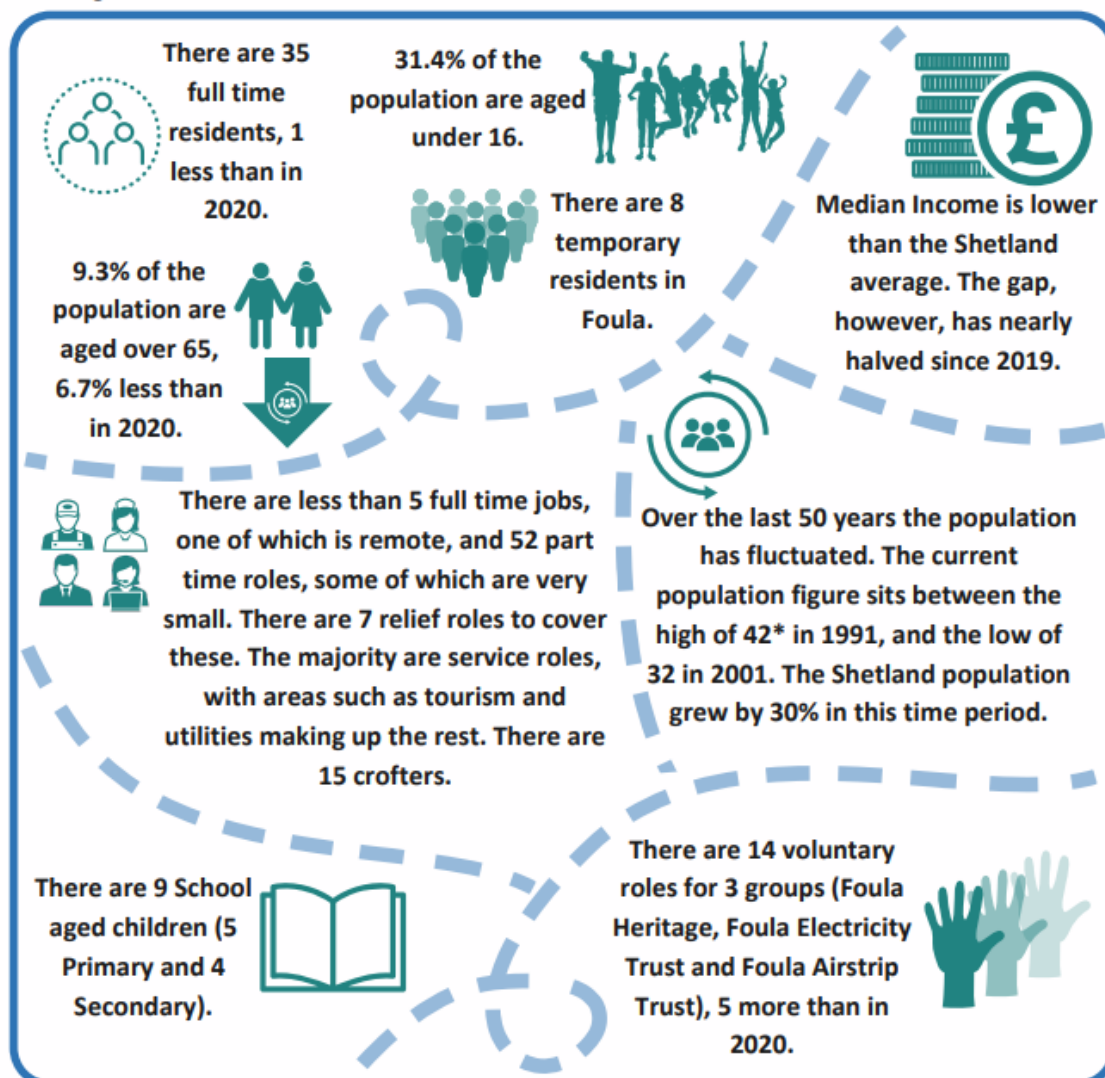 There are 35
full time
residents, 1
less than in
2020.
31.4% of the
population are aged
under 16.
£
Median Income is lower
than the Shetland
average. The gap,
however, has nearly
halved since 2019.
There are 8
temporary
residents in
Foula.
9.3% of the
population are
aged over 65,
6.7% less than
in 2020.
There are less than 5 full time jobs,
one of which is remote, and 52 part
time roles, some of which are very
small. There are 7 relief roles to cover
these. The majority are service roles,
with areas such as tourism and
utilities making up the rest. There are
15 crofters.
Over the last 50 years the population
has fluctuated. The current
population figure sits between the
high of 42* in 1991, and the low of
32 in 2001. The Shetland population
grew by 30% in this time period.
There are 9 School
aged children (5
Primary and 4
Secondary).
There are 14 voluntary
roles for 3 groups (Foula
Heritage, Foula Electricity
Trust and Foula Airstrip
Trust), 5 more than in
2020.